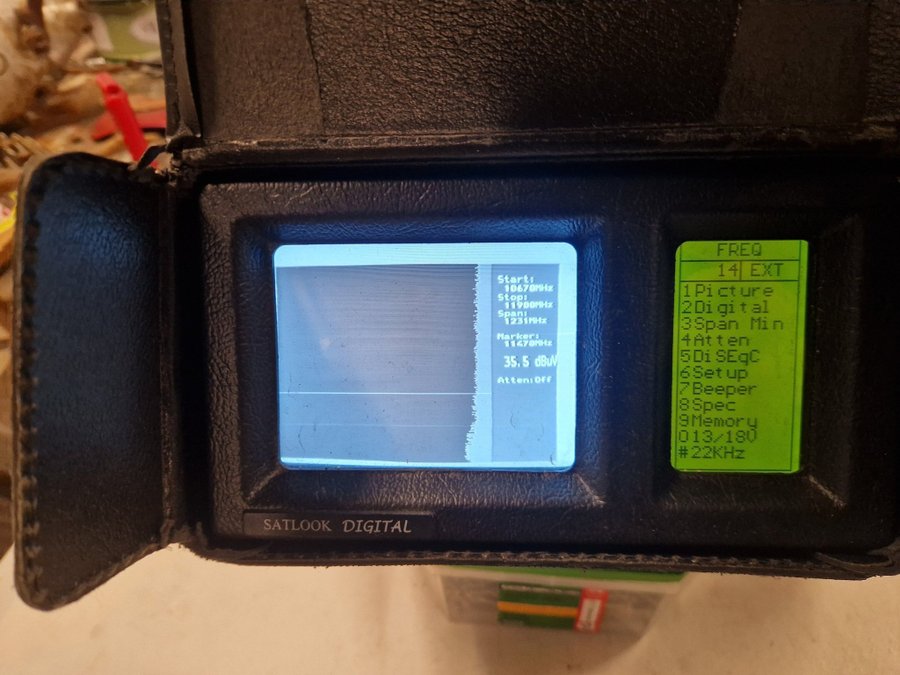 Start:
10670MHz
Stop:
11900MHz
Span:
1231MHz
Marker:
11670MHz
35.5 dBuV
Atten:Off
FREQ
14 EXT
1Picture
2Digital
3Span Min
4Atten
5DiSEqC
6Setup
7Beeper
8Spec
9Memory
013/18V
#22KHz
SATLOOK DIGITAL